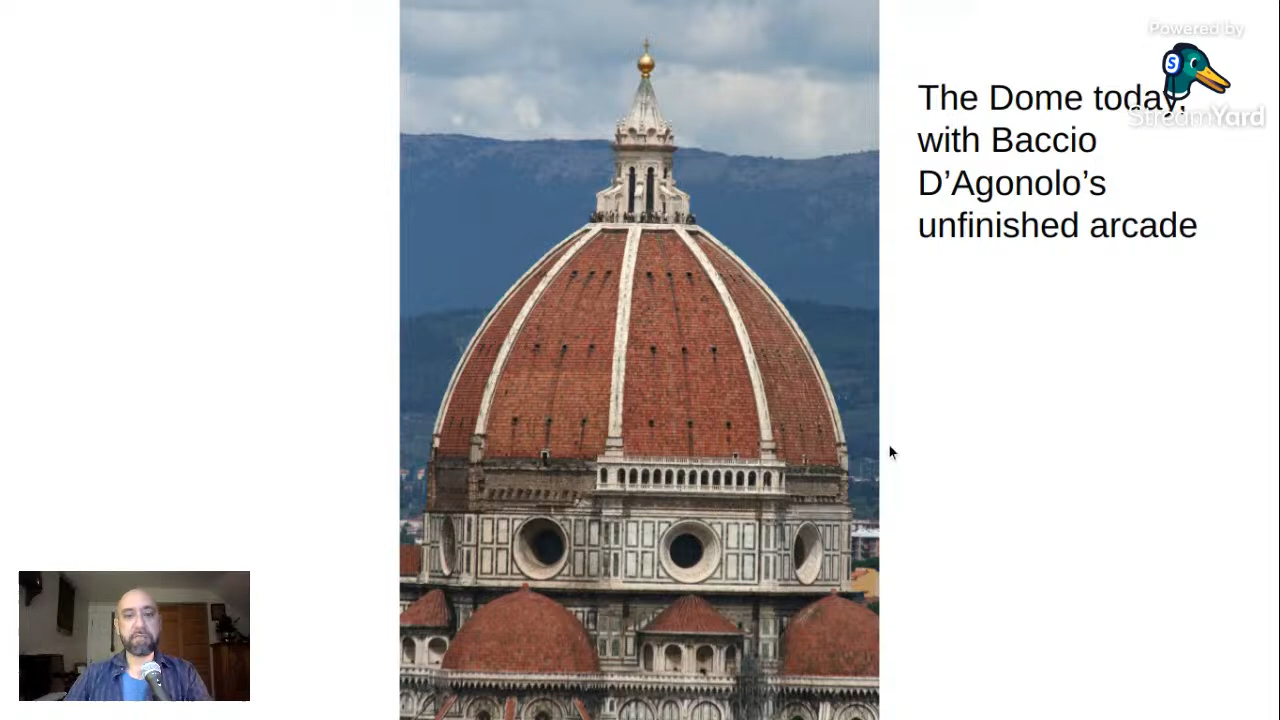 Powered by
The Dome today,
with Baccio
D’Agonolo’s
unfinished arcade
StreamYard